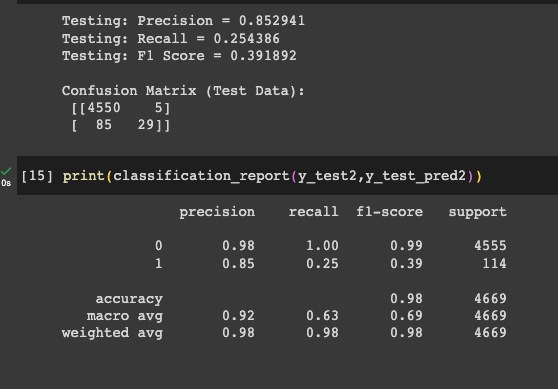 Testing: Precision = 0.852941
Testing: Recall = 0.254386
Testing: F1 Score = 0.391892
Confusion Matrix (Test Data):
[[4550    5]
[  85   29]]
0s
[15] print(classification_report(y_test2,y_test_pred2))
precision    recall  f1-score   support
0       0.98      1.00      0.99      4555
1       0.85      0.25      0.39       114
accuracy                           0.98      4669
macro avg       0.92      0.63      0.69      4669
weighted avg       0.98      0.98      0.98      4669